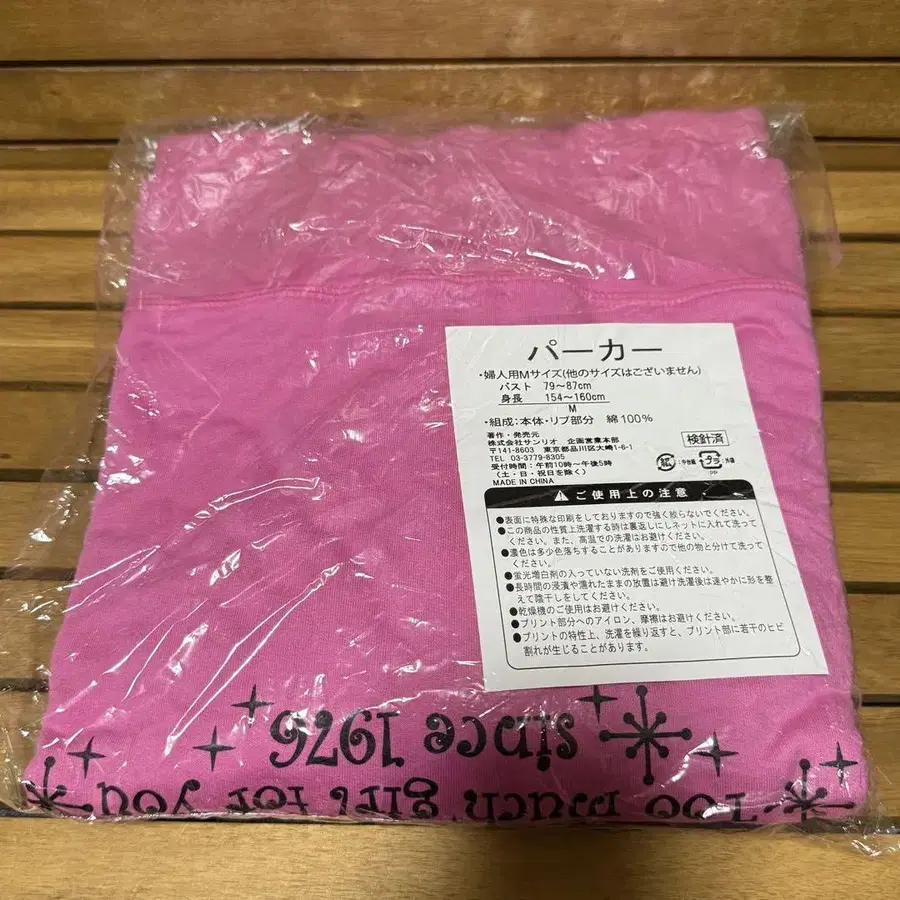 パーカー
・婦人用Mサイズ(他のサイズはございません)
バスト 79～87cm
身長 154～160cm
M
・組成:本体・リブ部分 綿100%
著作・発売元
株式会社サンリオ 企画営業本部
〒141-8603 東京都品川区大崎1-6-1
TEL 03-3779-8305
受付時間:午前10時～午後5時
(土・日・祝日を除く)
MADE IN CHINA
検針済
:中台紙
プラ
:外袋
PP
ご使用上の注意
●表面に特殊な印刷をしておりますので強く絞らないでください。
●この商品の性質上洗濯する時は裏返しにしネットに入れて洗って
ください。また、高温での洗濯はお避けください。
●濃色は多少色落ちすることがありますので他の物と分けて洗って
ください。
●蛍光増白剤の入っていない洗剤をご使用ください。
●長時間の浸漬や濡れたままの放置は避け洗濯後は速やかに形を整
えて陰干しをしてください。
●乾燥機のご使用はお避けください。
●プリント部分へのアイロン、摩擦はお避けください。
●プリントの特性上、洗濯を繰り返すと、プリント部に若干のヒビ
割れが生じることがあります。
Too much girl for you
since 1976